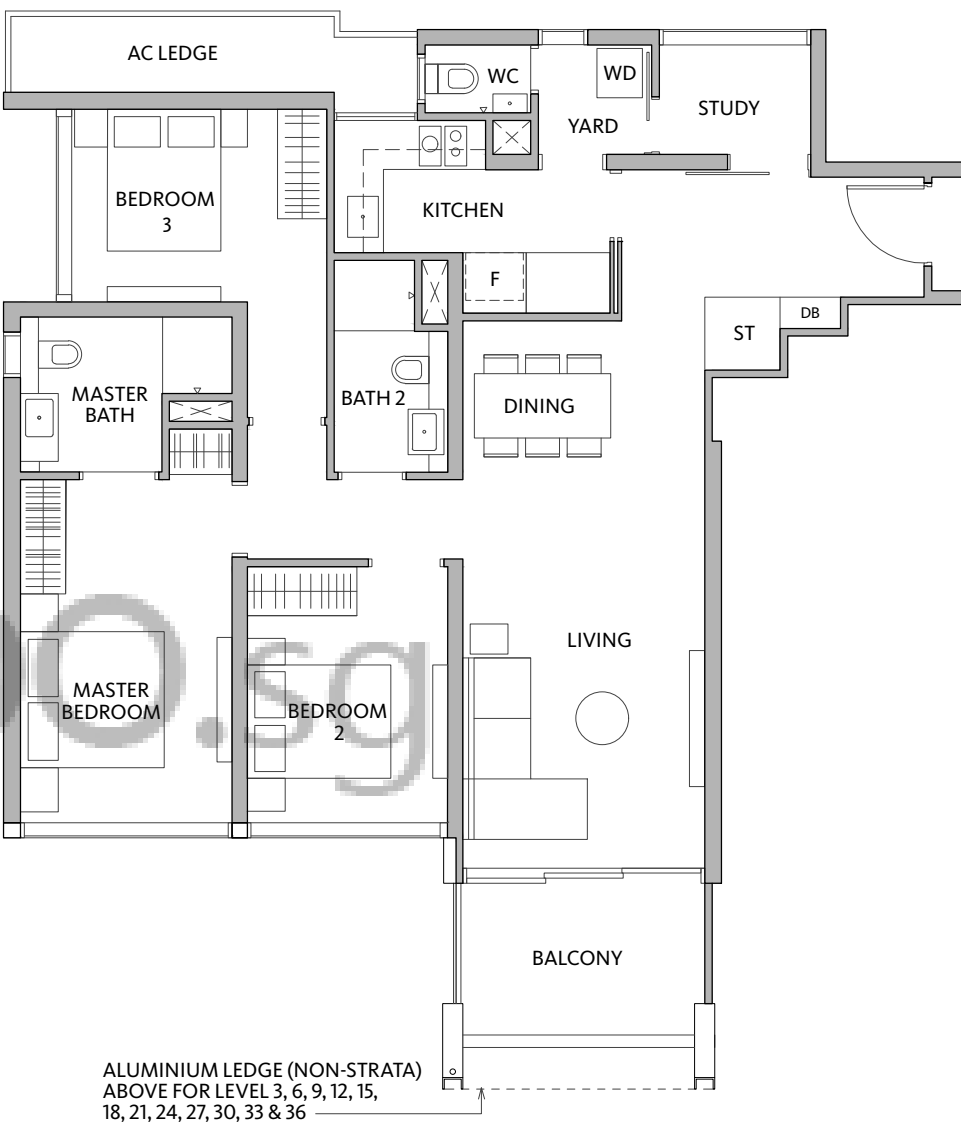 AC LEDGE
WC
WD
STUDY
YARD
BEDROOM
3
KITCHEN
F
ST
DB
MASTER
BATH
BATH 2
DINING
LIVING
MASTER
BEDROOM
BEDROOM
2
.sg
BALCONY
ALUMINIUM LEDGE (NON-STRATA)
ABOVE FOR LEVEL 3, 6, 9, 12, 15,
18, 21, 24, 27, 30, 33 & 36